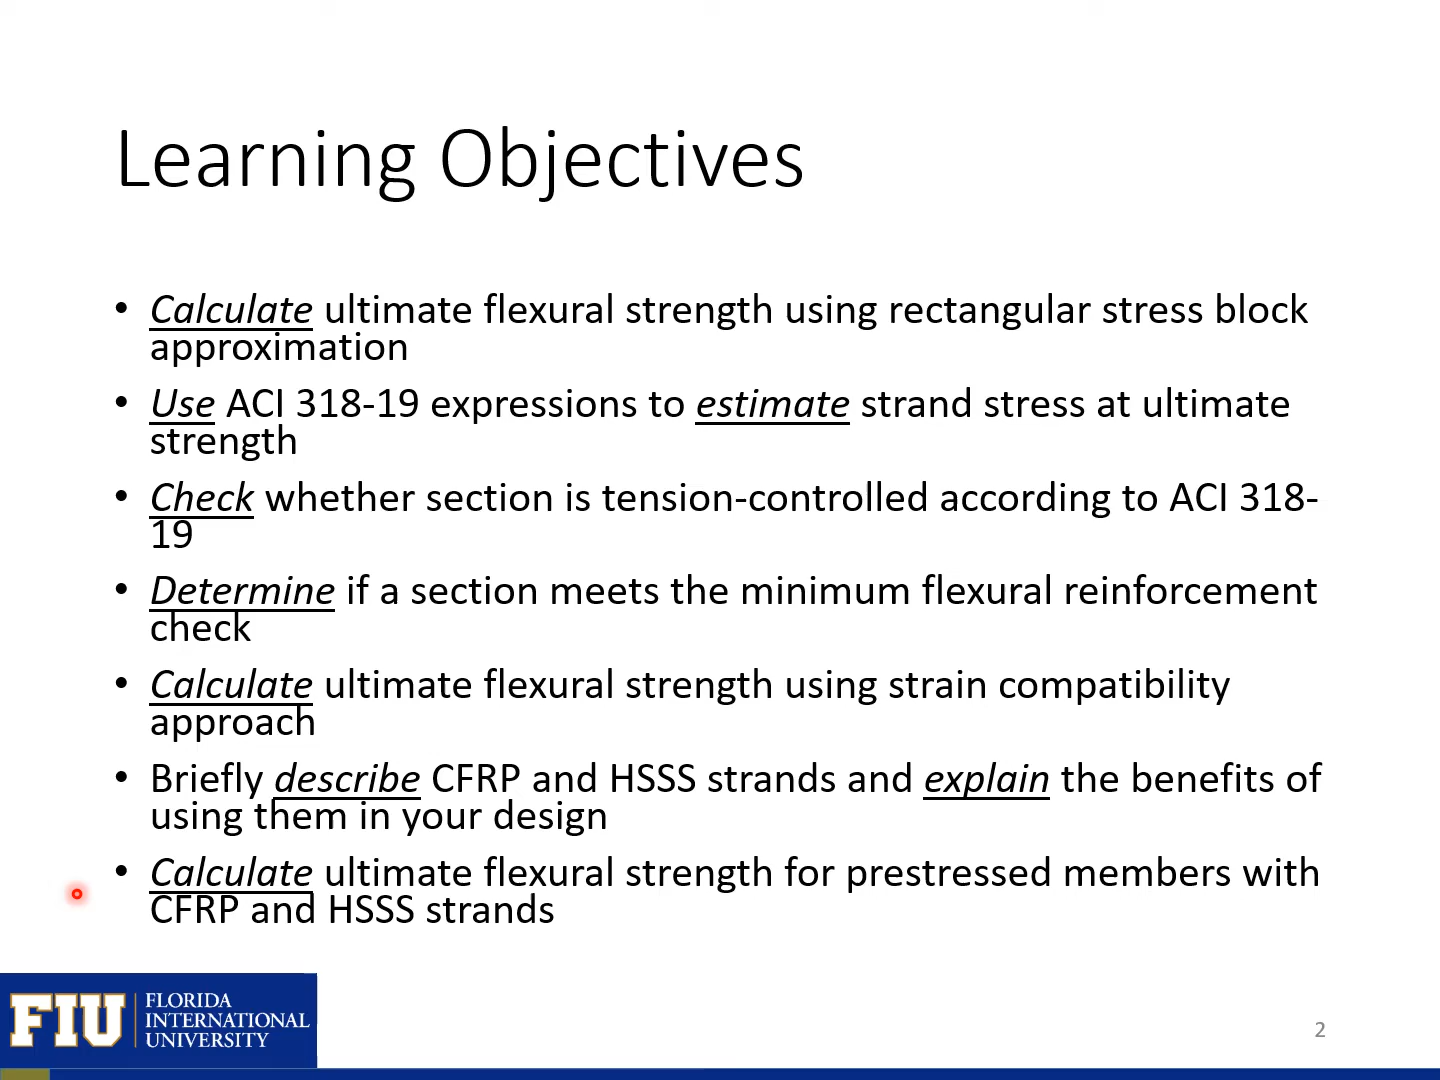 Learning Objectives
• Calculate ultimate flexural strength using rectangular stress block
approximation
• Use ACI 318-19 expressions to estimate strand stress at ultimate
strength
• Check whether section is tension-controlled according to ACI 318-
19
• Determine if a section meets the minimum flexural reinforcement
check
• Calculate ultimate flexural strength using strain compatibility
approach
• Briefly describe CFRP and HSSS strands and explain the benefits of
using them in your design
• Calculate ultimate flexural strength for prestressed members with
CFRP and HSSS strands
FIU
FLORIDA
INTERNATIONAL
UNIVERSITY
2